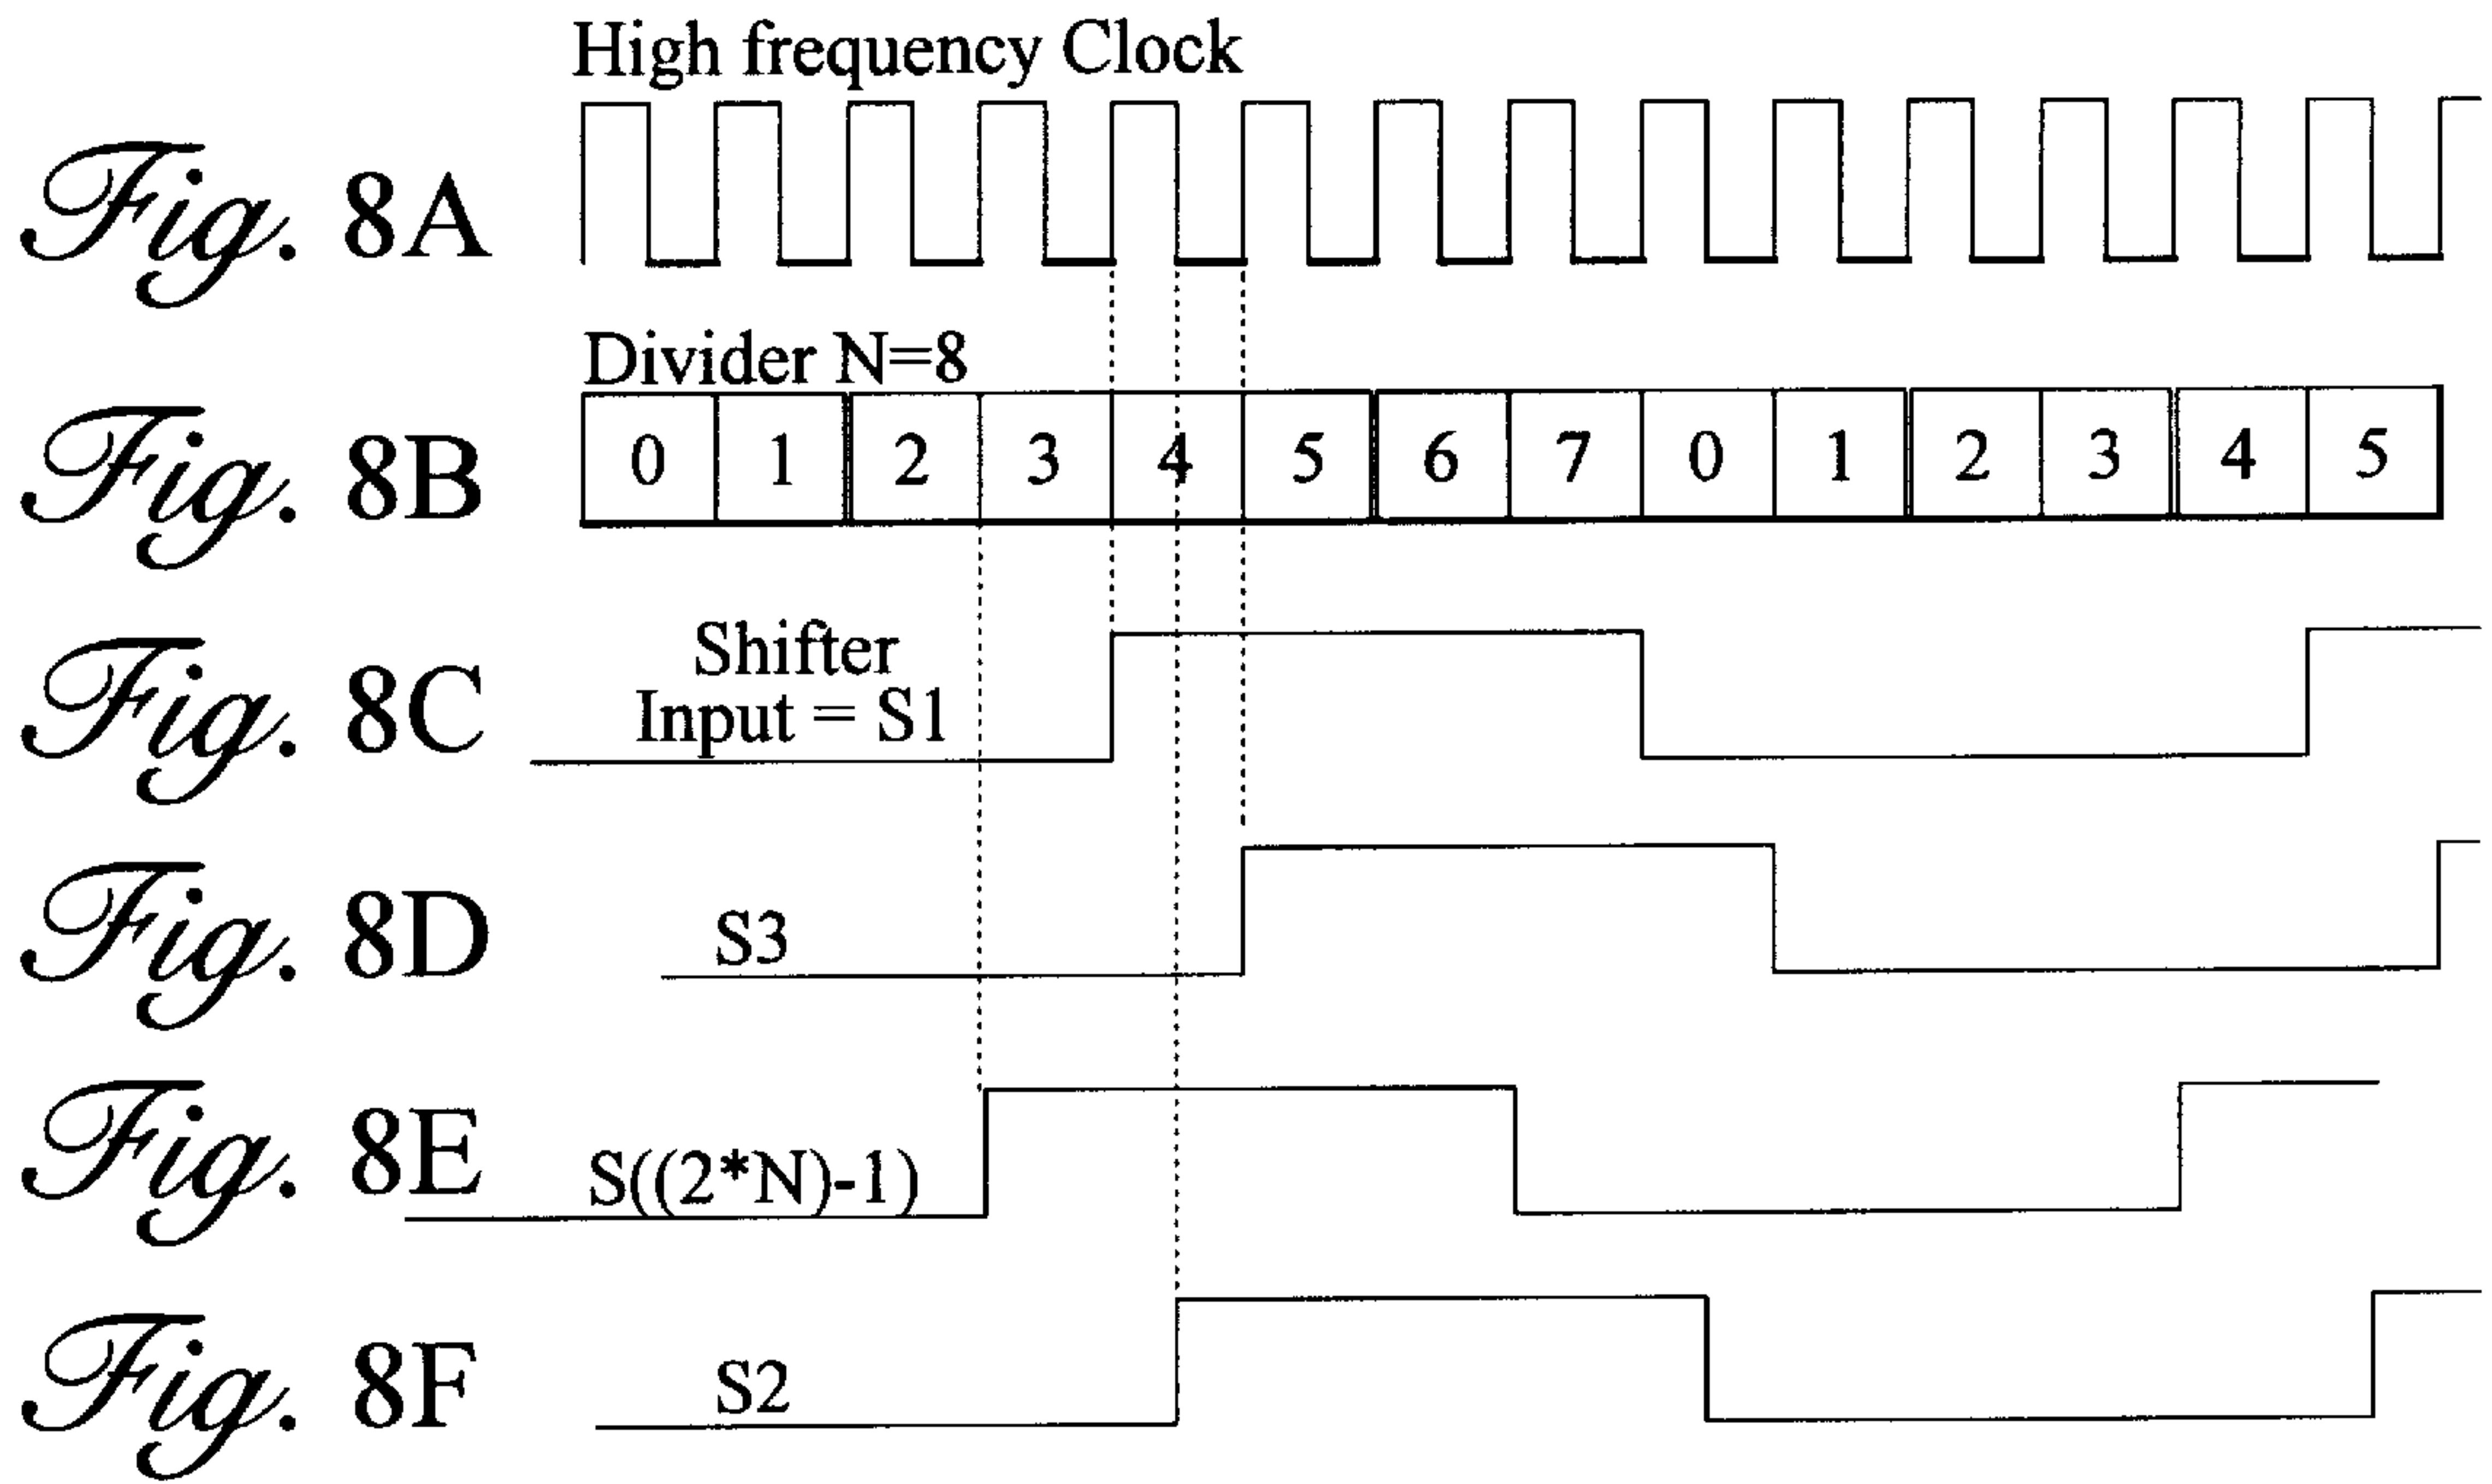 High frequency Clock
Fig. 8A
Divider N=8
Fig. 8B
0 1 2 3 4 5 6 7 0 1 2 3 4 5
Fig. 8C
Shifter
Input = S1
Fig. 8D
S3
Fig. 8E
S((2*N)-1)
Fig. 8F
S2